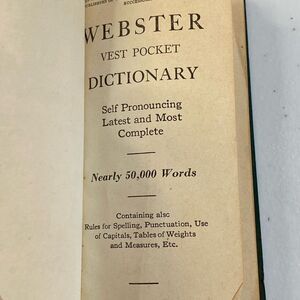 WEBSTER
VEST POCKET
DICTIONARY
Self Pronouncing
Latest and Most
Complete
Nearly 50,000 Words
Containing also
Rules for Spelling, Punctuation, Use
of Capitals, Tables of Weights
and Measures, Etc.